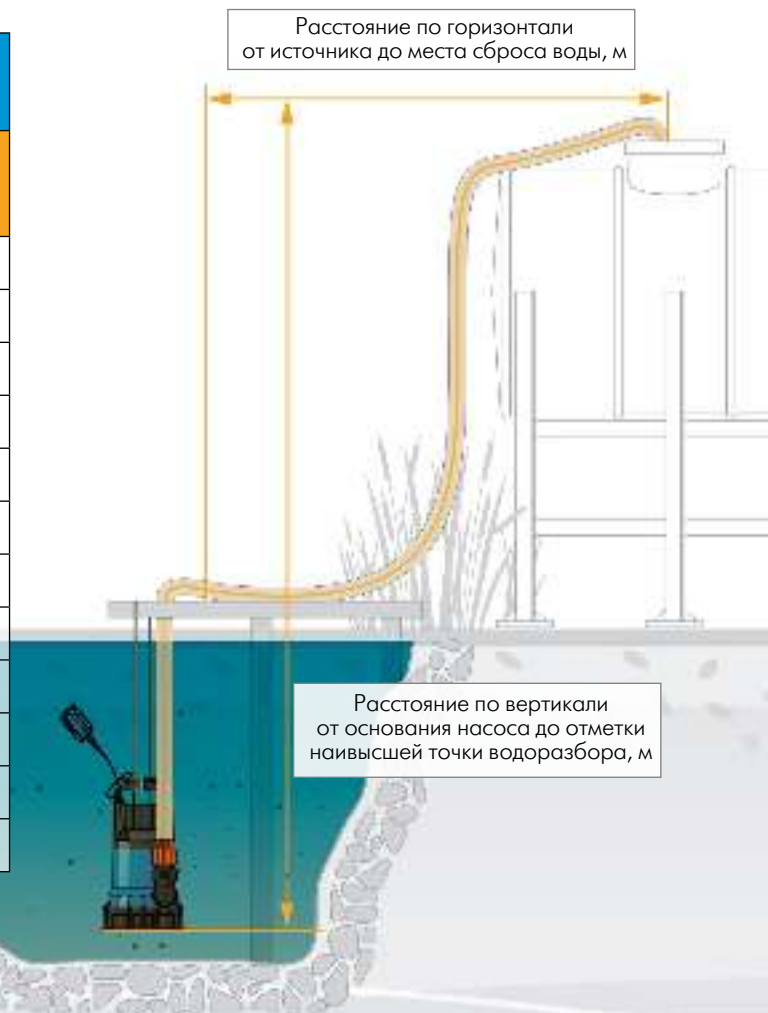 Расстояние по горизонтали
от источника до места сброса воды, м
Расстояние по вертикали
от основания насоса до отметки
наивысшей точки водоразбора, м